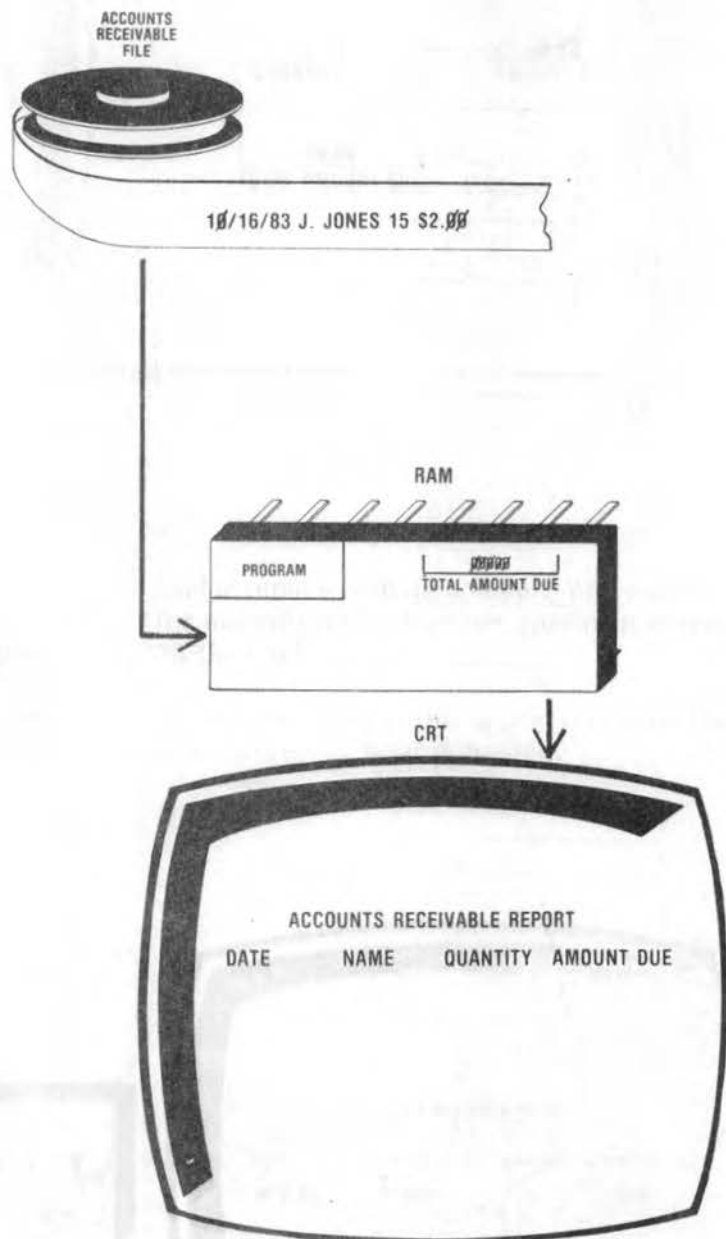 ACCOUNTS
RECEIVABLE
FILE
1Ø/16/83 J. JONES 15 $2.ØØ
RAM
PROGRAM
ØØØØØ
TOTAL AMOUNT DUE
CRT
ACCOUNTS RECEIVABLE REPORT
DATE NAME QUANTITY AMOUNT DUE